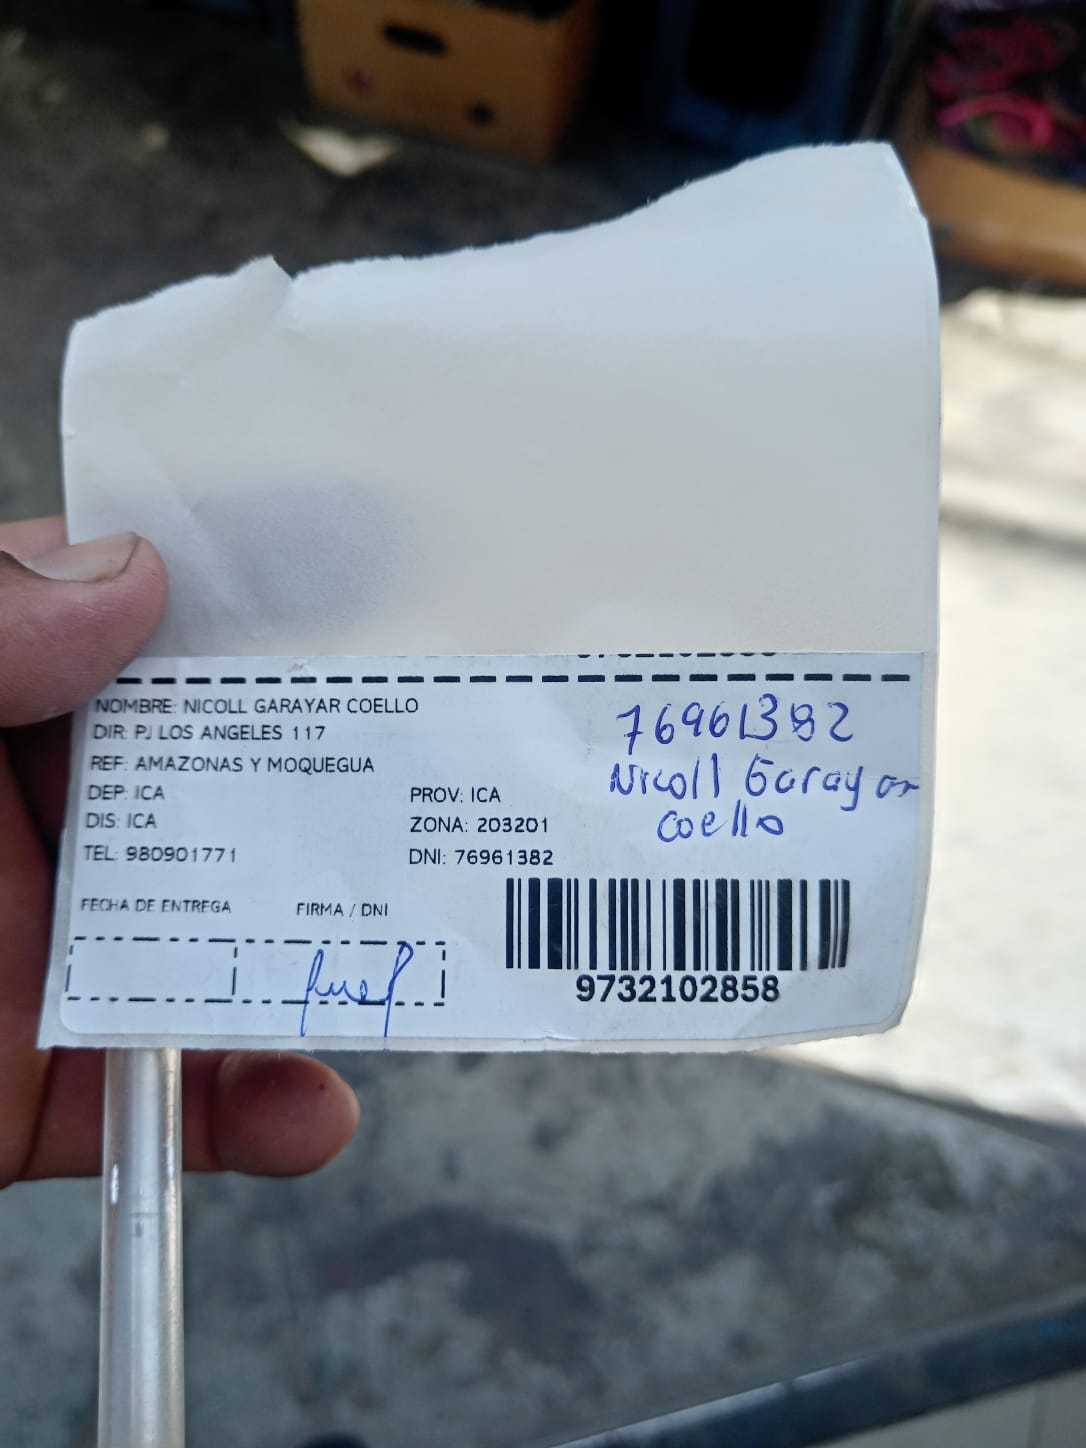 NOMBRE: NICOLL GARAYAR COELLO
DIR: PJ LOS ANGELES 117
REF: AMAZONAS Y MOQUEGUA
DEP: ICA
PROV: ICA
DIS: ICA
ZONA: 203201
TEL: 980901771
DNI: 76961382
76961382
Nicoll Garayar
Coello
FECHA DE ENTREGA
FIRMA / DNI
9732102858